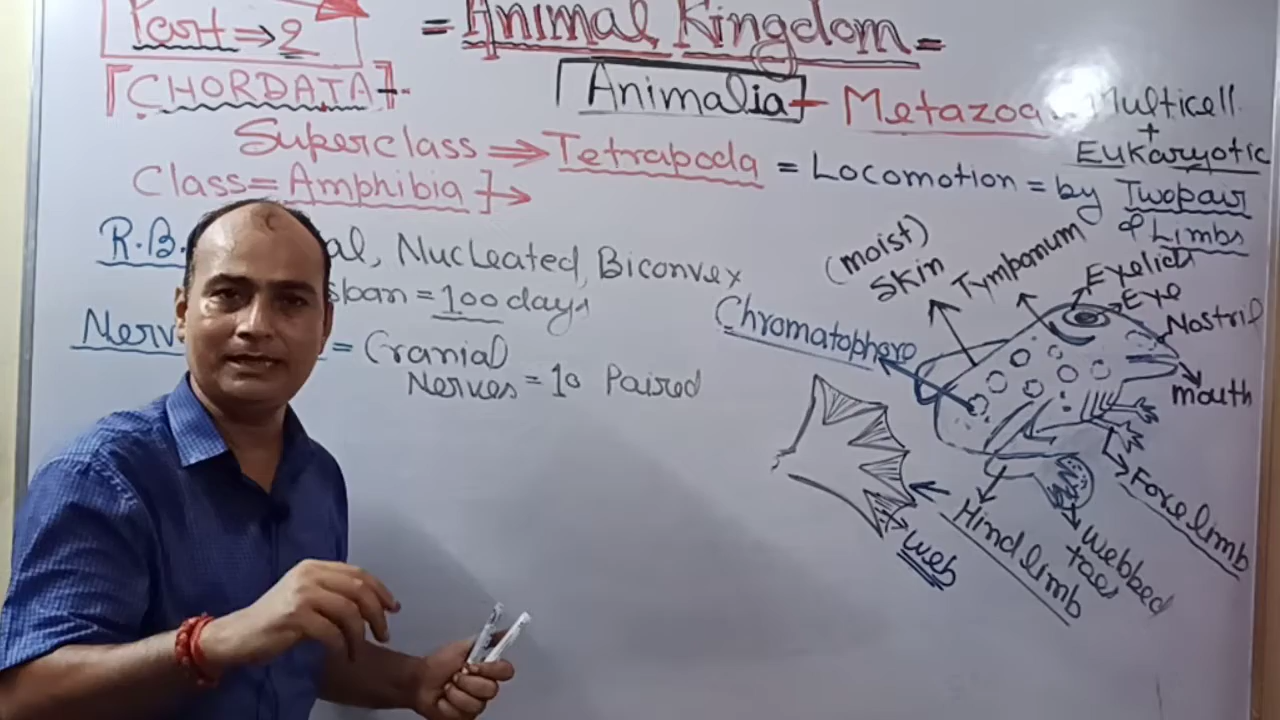 Part ⇒ 2
= Animal Kingdom =
[CHORDATA]-
Animalia - Metazoa
Multicell.
+
Eukaryotic
Superclass ⇒ Tetrapoda = Locomotion = by Twopair
of Limbs
Class = Amphibia ] →
R.B. al, Nucleated, Biconvex
span = 100 days
Nerv = Cranial
Nerves = 10 Paired
(moist)
Skin
Tympanum
Eyelid
Eye
Nostril
mouth
Chromatophore
Forelimb
Hindlimb
Webbed
toes
web